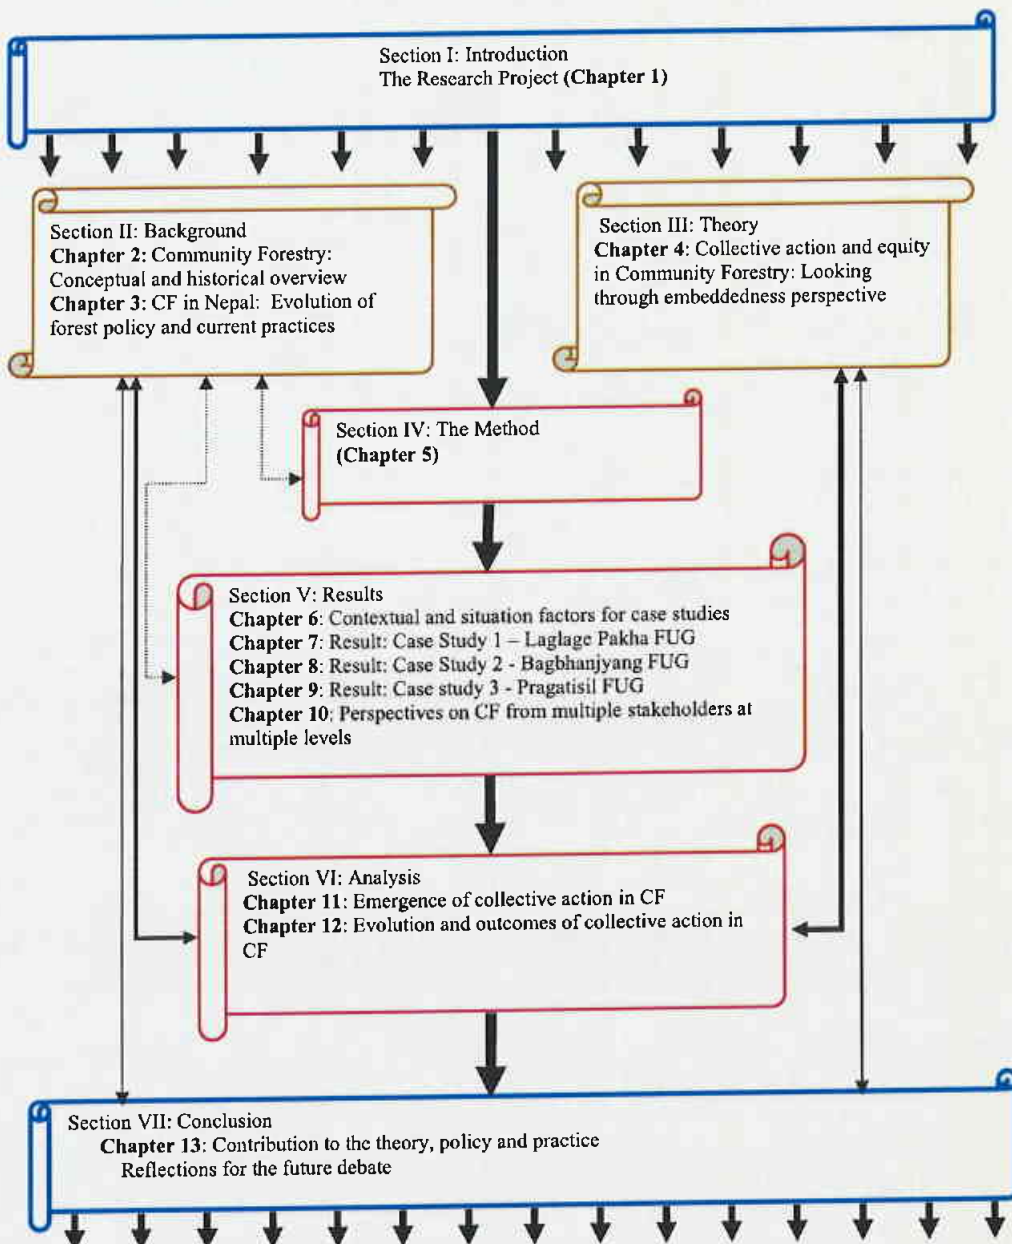 Section I: Introduction
The Research Project (Chapter 1)
Section II: Background
Chapter 2: Community Forestry:
Conceptual and historical overview
Chapter 3: CF in Nepal: Evolution of
forest policy and current practices
Section III: Theory
Chapter 4: Collective action and equity
in Community Forestry: Looking
through embeddedness perspective
Section IV: The Method
(Chapter 5)
Section V: Results
Chapter 6: Contextual and situation factors for case studies
Chapter 7: Result: Case Study 1 – Laglage Pakha FUG
Chapter 8: Result: Case Study 2 - Bagbhanjyang FUG
Chapter 9: Result: Case study 3 - Pragatisil FUG
Chapter 10: Perspectives on CF from multiple stakeholders at
multiple levels
Section VI: Analysis
Chapter 11: Emergence of collective action in CF
Chapter 12: Evolution and outcomes of collective action in
CF
Section VII: Conclusion
Chapter 13: Contribution to the theory, policy and practice
Reflections for the future debate